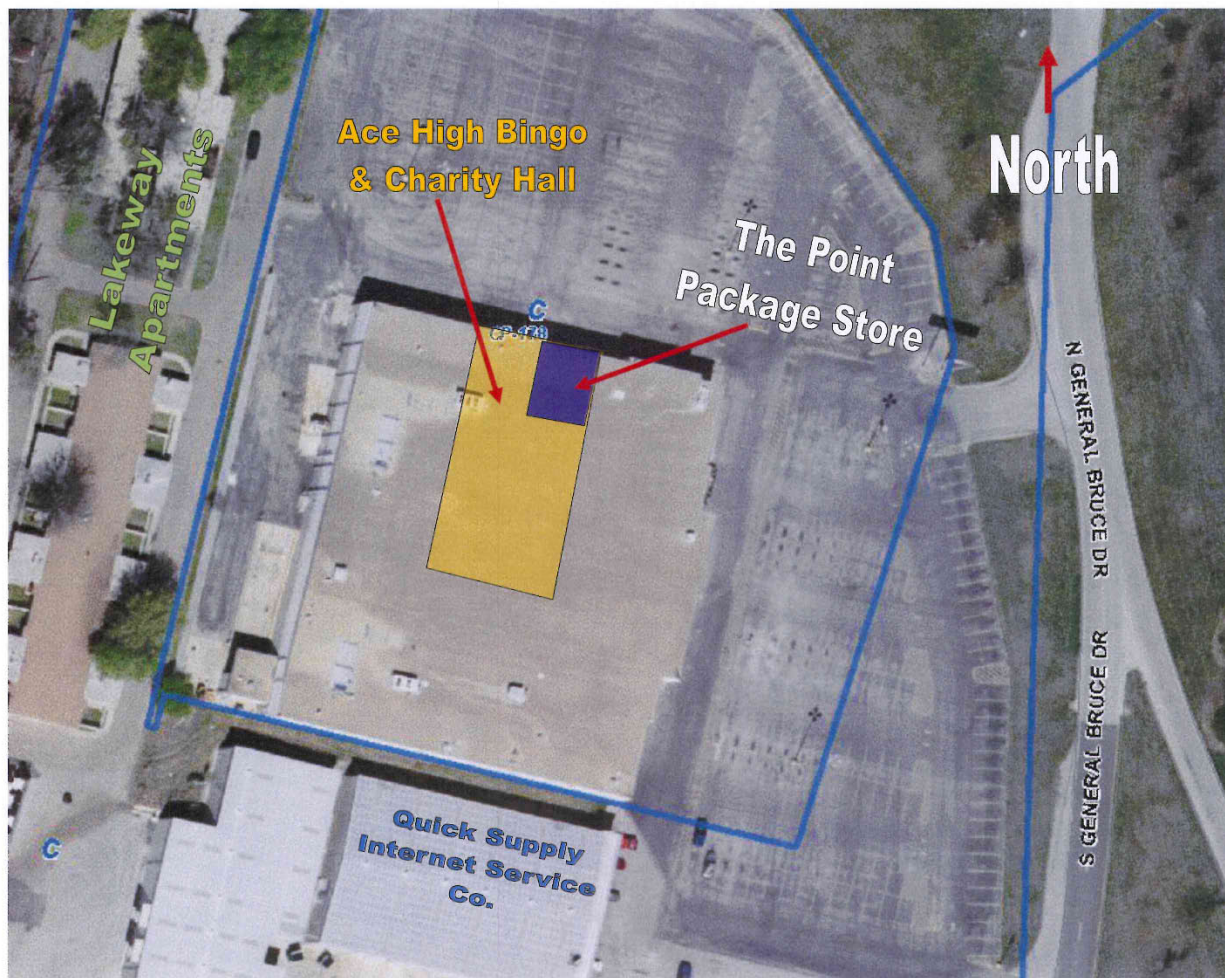 Ace High Bingo
& Charity Hall
North
Lakeway
Apartments
The Point
Package Store
C
N GENERAL BRUCE DR
S GENERAL BRUCE DR
Quick Supply
Internet Service
Co.
C